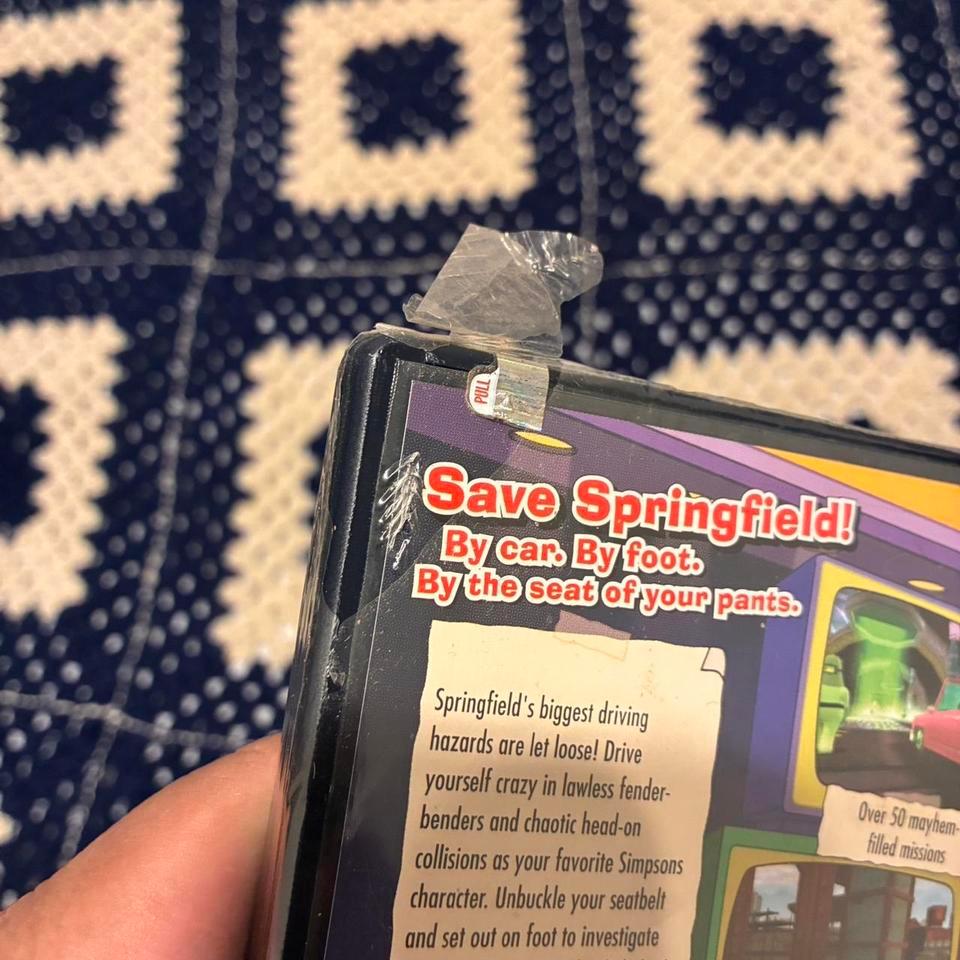 PULL
Save Springfield!
By car. By foot.
By the seat of your pants.
Springfield's biggest driving
hazards are let loose! Drive
yourself crazy in lawless fender-
benders and chaotic head-on
collisions as your favorite Simpsons
character. Unbuckle your seatbelt
and set out on foot to investigate
Over 50 mayhem-
filled missions